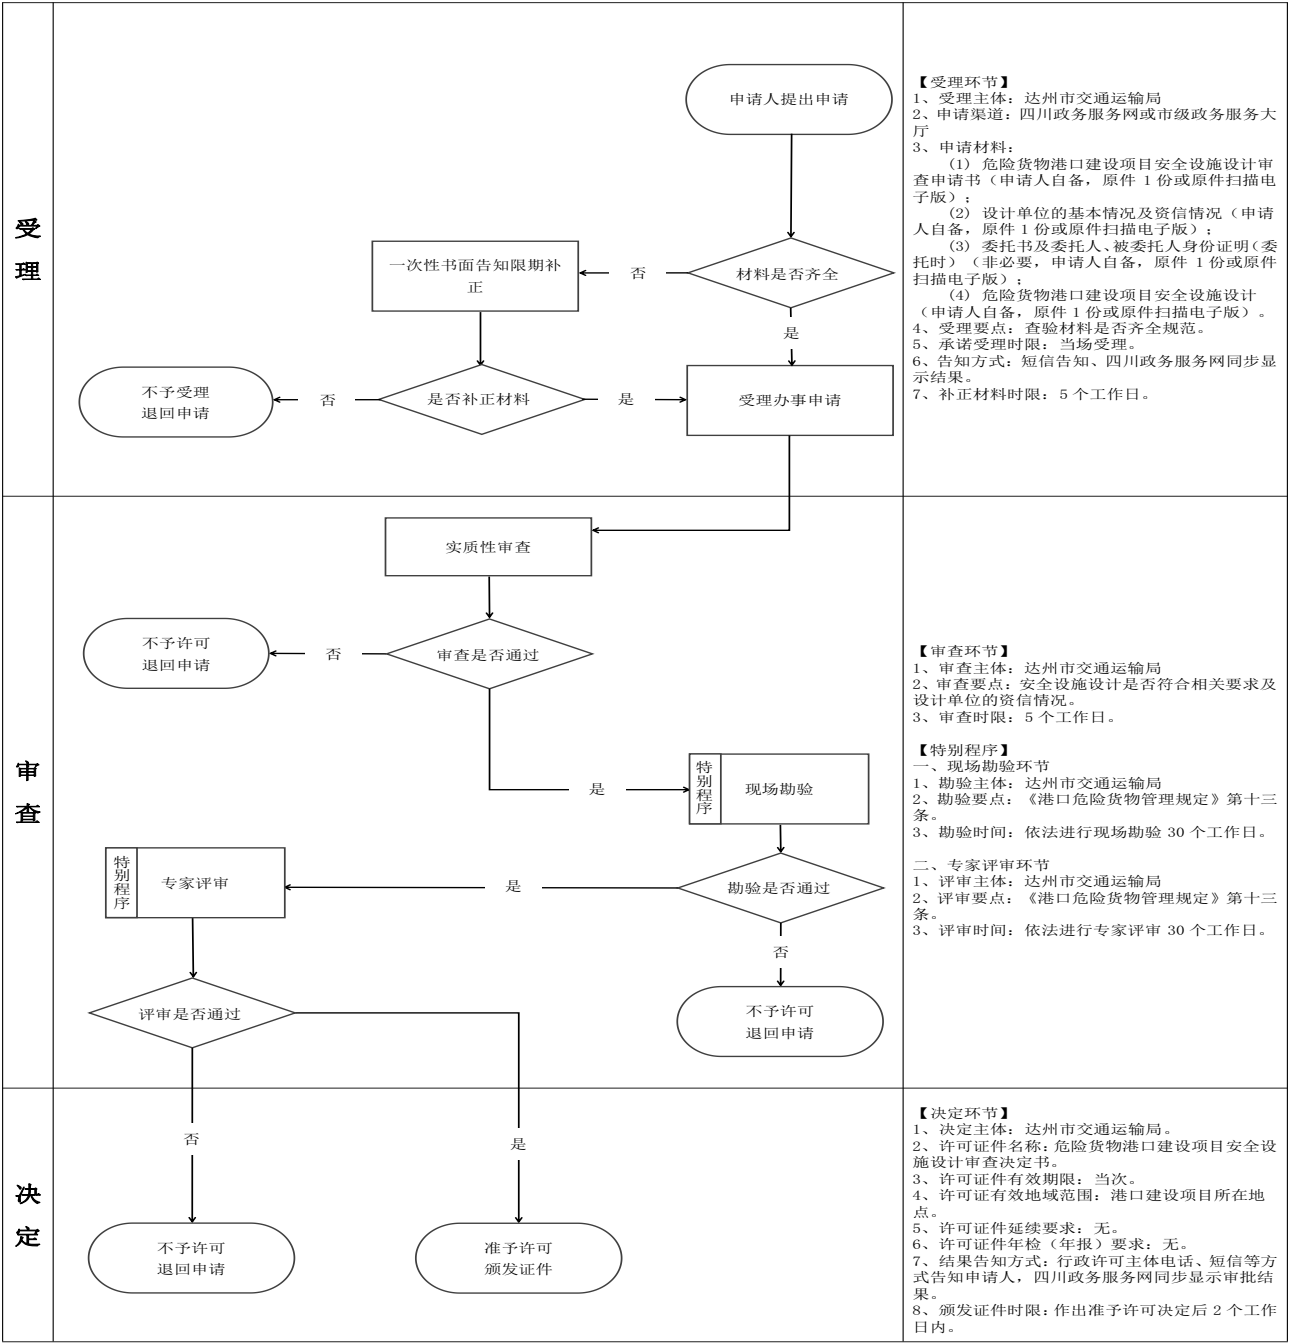 受
理
申请人提出申请
材料是否齐全
否
一次性书面告知限期补
正
是
不予受理
退回申请
否
是否补正材料
是
受理办事申请
【受理环节】
1、受理主体：达州市交通运输局
2、申请渠道：四川政务服务网或市级政务服务大
厅
3、申请材料：
（1）危险货物港口建设项目安全设施设计审
查申请书（申请人自备，原件 1 份或原件扫描电
子版）；
（2）设计单位的基本情况及资信情况（申请
人自备，原件 1 份或原件扫描电子版）；
（3）委托书及委托人、被委托人身份证明（委
托时）（非必要，申请人自备，原件 1 份或原件
扫描电子版）；
（4）危险货物港口建设项目安全设施设计
（申请人自备，原件 1 份或原件扫描电子版）。
4、受理要点：查验材料是否齐全规范。
5、承诺受理时限：当场受理。
6、告知方式：短信告知、四川政务服务网同步显
示结果。
7、补正材料时限：5 个工作日。
审
查
实质性审查
不予许可
退回申请
否
审查是否通过
是
特别程序
现场勘验
特别程序
专家评审
是
勘验是否通过
否
不予许可
退回申请
评审是否通过
【审查环节】
1、审查主体：达州市交通运输局
2、审查要点：安全设施设计是否符合相关要求及
设计单位的资信情况。
3、审查时限：5 个工作日。
【特别程序】
一、现场勘验环节
1、勘验主体：达州市交通运输局
2、勘验要点：《港口危险货物管理规定》第十三
条。
3、勘验时间：依法进行现场勘验 30 个工作日。
二、专家评审环节
1、评审主体：达州市交通运输局
2、评审要点：《港口危险货物管理规定》第十三
条。
3、评审时间：依法进行专家评审 30 个工作日。
决
定
否
是
不予许可
退回申请
准予许可
颁发证件
【决定环节】
1、决定主体：达州市交通运输局。
2、许可证件名称：危险货物港口建设项目安全设
施设计审查决定书。
3、许可证件有效期限：当次。
4、许可证有效地域范围：港口建设项目所在地
点。
5、许可证件延续要求：无。
6、许可证件年检（年报）要求：无。
7、结果告知方式：行政许可主体电话、短信等方
式告知申请人，四川政务服务网同步显示审批结
果。
8、颁发证件时限：作出准予许可决定后 2 个工作
日内。